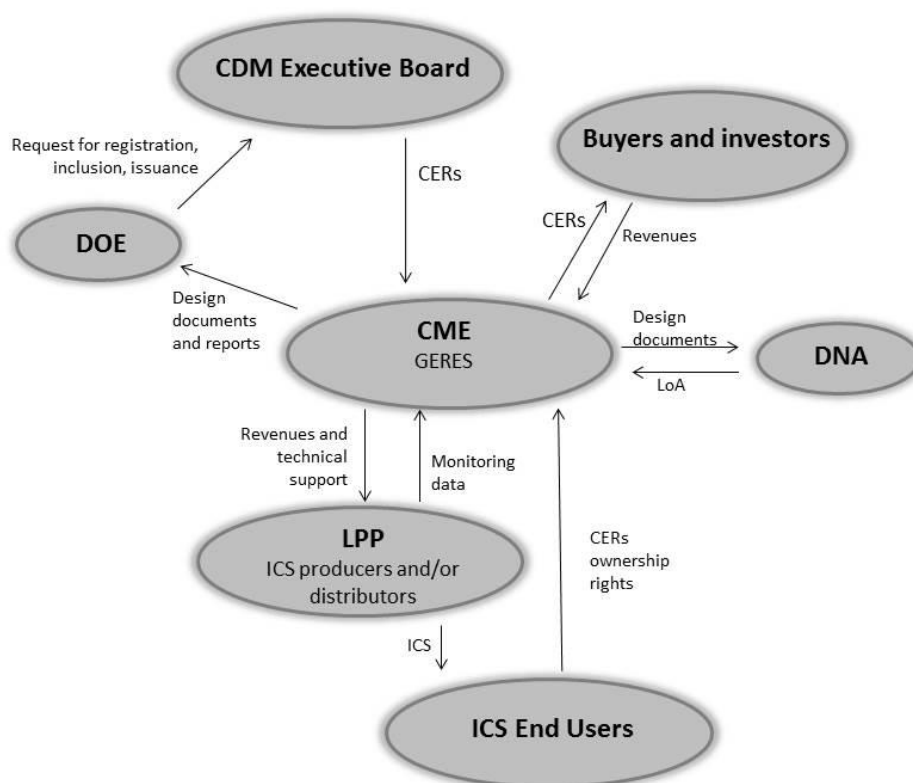 CDM Executive Board
Buyers and investors
Request for registration,
inclusion, issuance
CERs
CERs
Revenues
DOE
Design
documents
and reports
CME
GERES
Design
documents
LoA
DNA
Revenues and
technical
support
Monitoring
data
LPP
ICS producers and/or
distributors
CERs
ownership
rights
ICS
ICS End Users